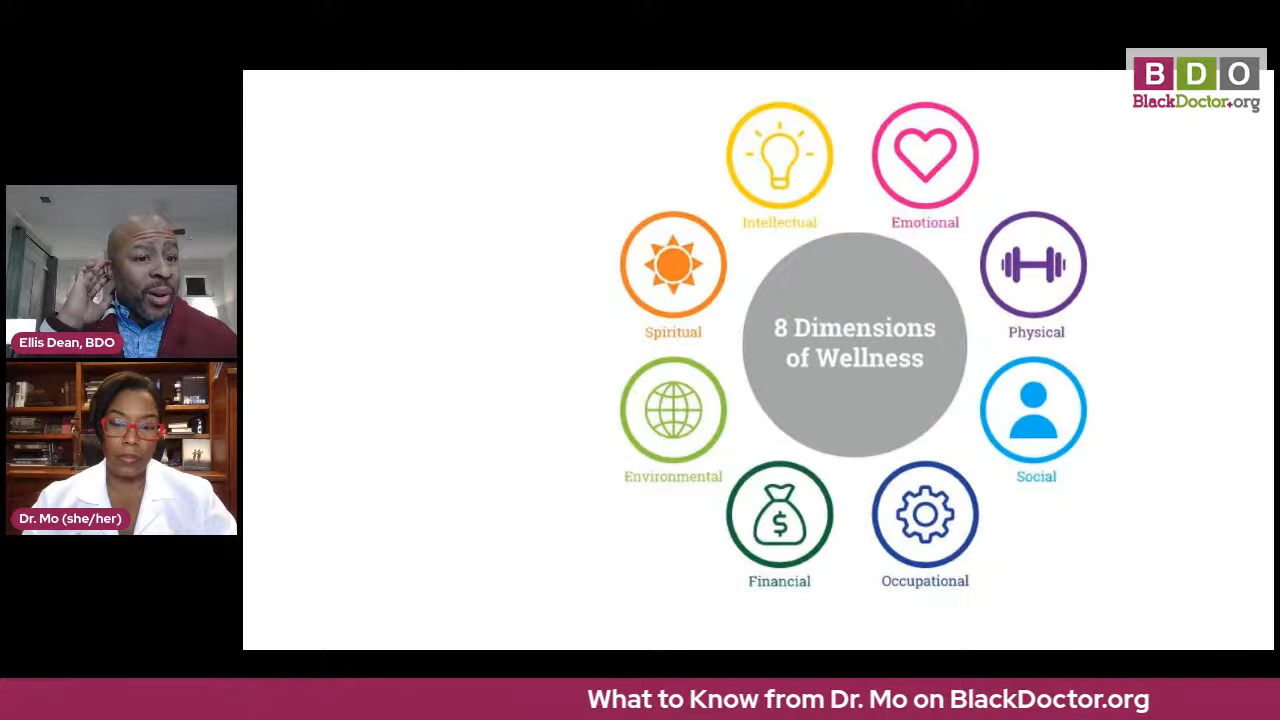 B D O
BlackDoctor.org
Intellectual
Emotional
Spiritual
Physical
8 Dimensions
of Wellness
Ellis Dean, BDO
Environmental
Social
Dr. Mo (she/her)
$
Financial
Occupational
What to Know from Dr. Mo on BlackDoctor.org